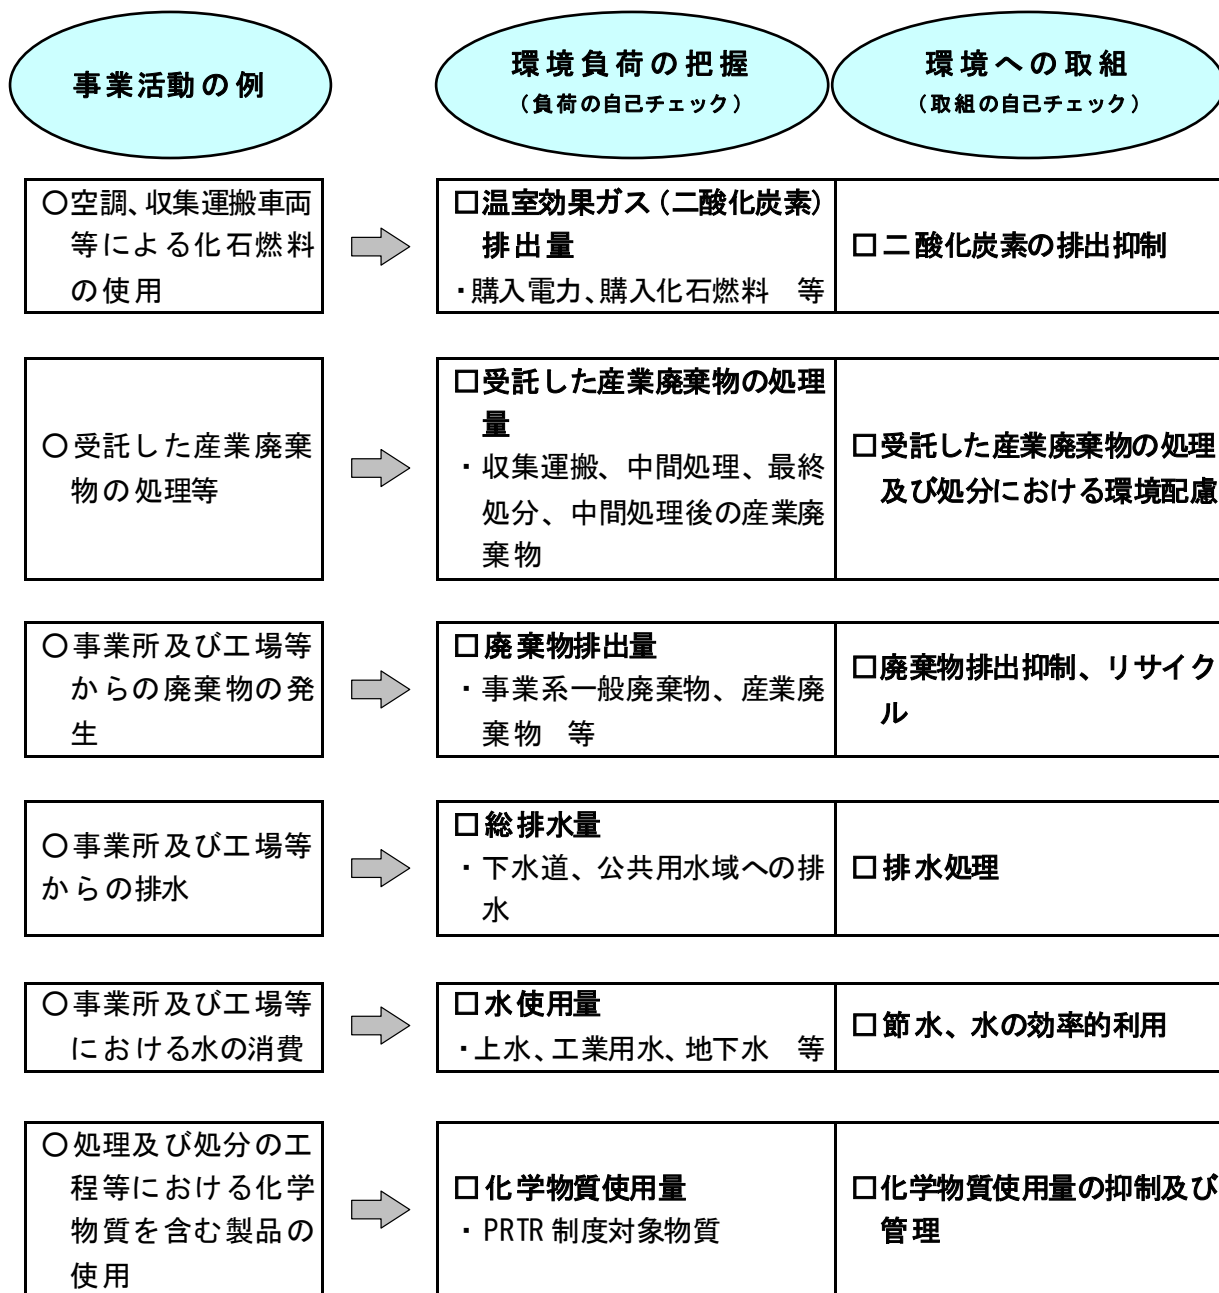 事業活動の例
環境負荷の把握
（負荷の自己チェック）
環境への取組
（取組の自己チェック）
○空調、収集運搬車両
等による化石燃料
の使用
□温室効果ガス（二酸化炭素）
排出量
・購入電力、購入化石燃料　等
□二酸化炭素の排出抑制
○受託した産業廃棄
物の処理等
□受託した産業廃棄物の処理
量
・収集運搬、中間処理、最終
処分、中間処理後の産業廃
棄物
□受託した産業廃棄物の処理
及び処分における環境配慮
○事業所及び工場等
からの廃棄物の発
生
□廃棄物排出量
・事業系一般廃棄物、産業廃
棄物　等
□廃棄物排出抑制、リサイク
ル
○事業所及び工場等
からの排水
□総排水量
・下水道、公共用水域への排
水
□排水処理
○事業所及び工場等
における水の消費
□水使用量
・上水、工業用水、地下水　等
□節水、水の効率的利用
○処理及び処分の工
程等における化学
物質を含む製品の
使用
□化学物質使用量
・PRTR 制度対象物質
□化学物質使用量の抑制及び
管理